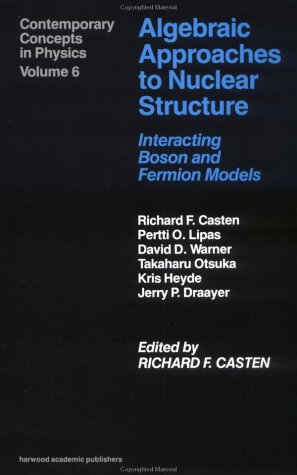 Contemporary
Concepts
in Physics
Volume 6
Algebraic
Approaches
to Nuclear
Structure
Interacting
Boson and
Fermion Models
Richard F. Casten
Pertti O. Lipas
David D. Warner
Takaharu Otsuka
Kris Heyde
Jerry P. Draayer
Edited by
RICHARD F. CASTEN
harwood academic publishers